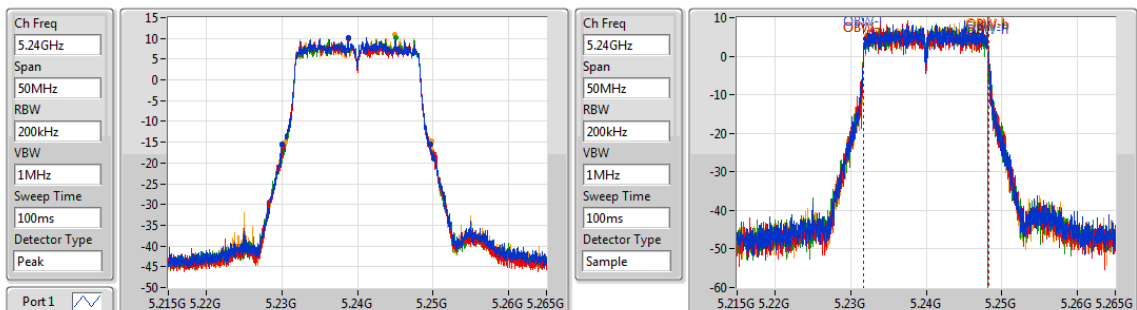 Ch Freq
5.24GHz
Span
50MHz
RBW
200kHz
VBW
1MHz
Sweep Time
100ms
Detector Type
Peak
Port 1
15
10
5
0
-5
-10
-15
-20
-25
-30
-35
-40
-45
-50
5.215G 5.22G 5.23G 5.24G 5.25G 5.26G 5.265G
Ch Freq
5.24GHz
Span
50MHz
RBW
200kHz
VBW
1MHz
Sweep Time
100ms
Detector Type
Sample
10
0
-10
-20
-30
-40
-50
-60
OBW-l OBW-h
5.215G 5.22G 5.23G 5.24G 5.25G 5.26G 5.265G